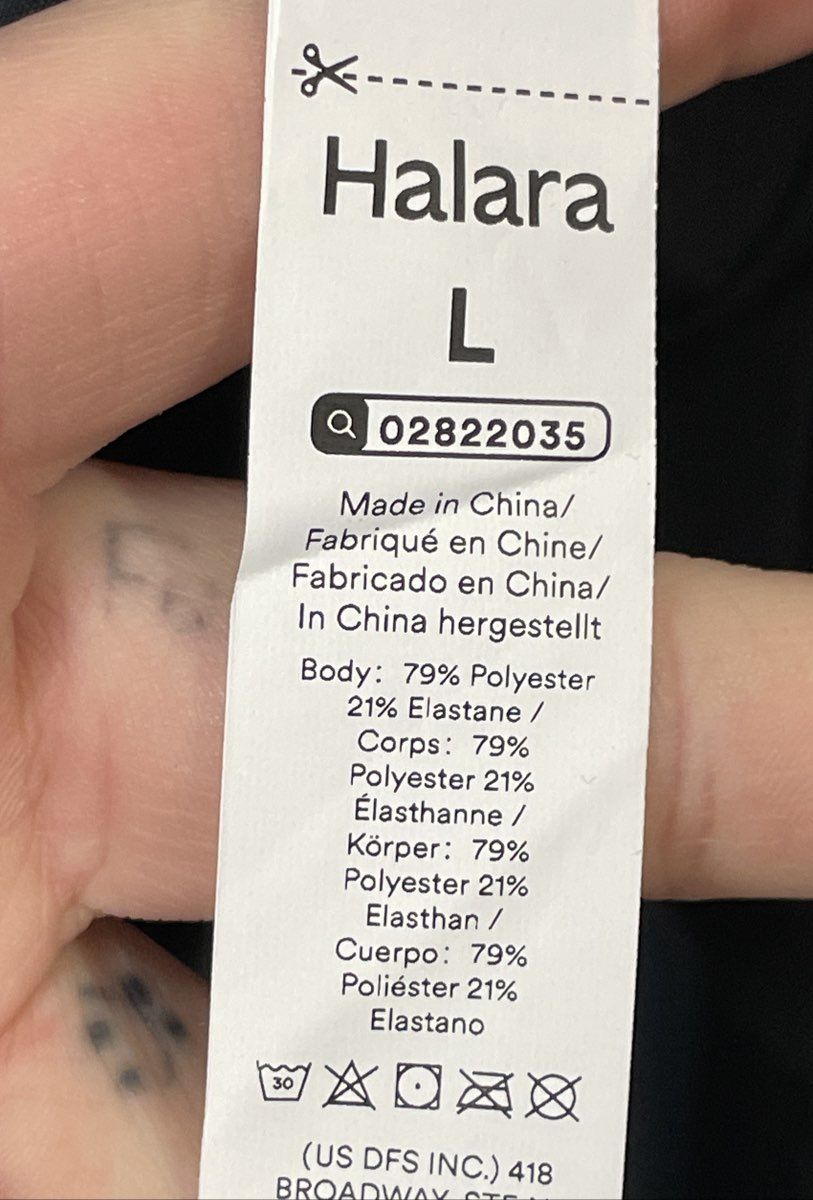 Halara
L
02822035
Made in China/
Fabriqué en Chine/
Fabricado en China/
In China hergestellt
Body: 79% Polyester
21% Elastane /
Corps: 79%
Polyester 21%
Élasthanne /
Körper: 79%
Polyester 21%
Elasthan /
Cuerpo: 79%
Poliéster 21%
Elastano
30
(US DFS INC.) 418
BROADWAY